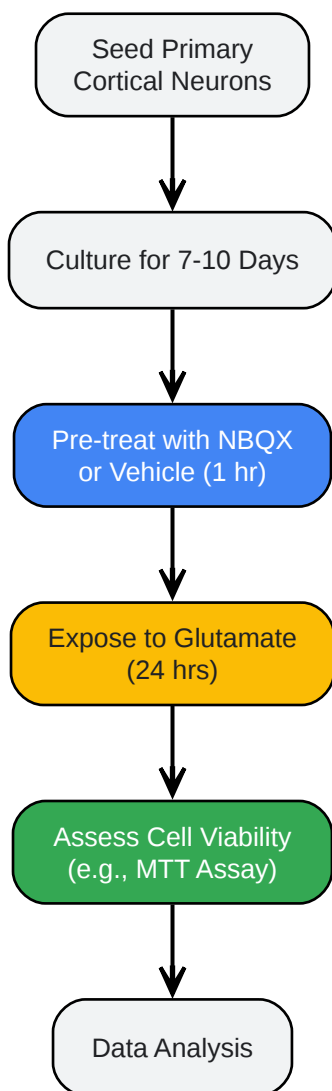 Seed Primary
Cortical Neurons
Culture for 7-10 Days
Pre-treat with NBQX
or Vehicle (1 hr)
Expose to Glutamate
(24 hrs)
Assess Cell Viability
(e.g., MTT Assay)
Data Analysis